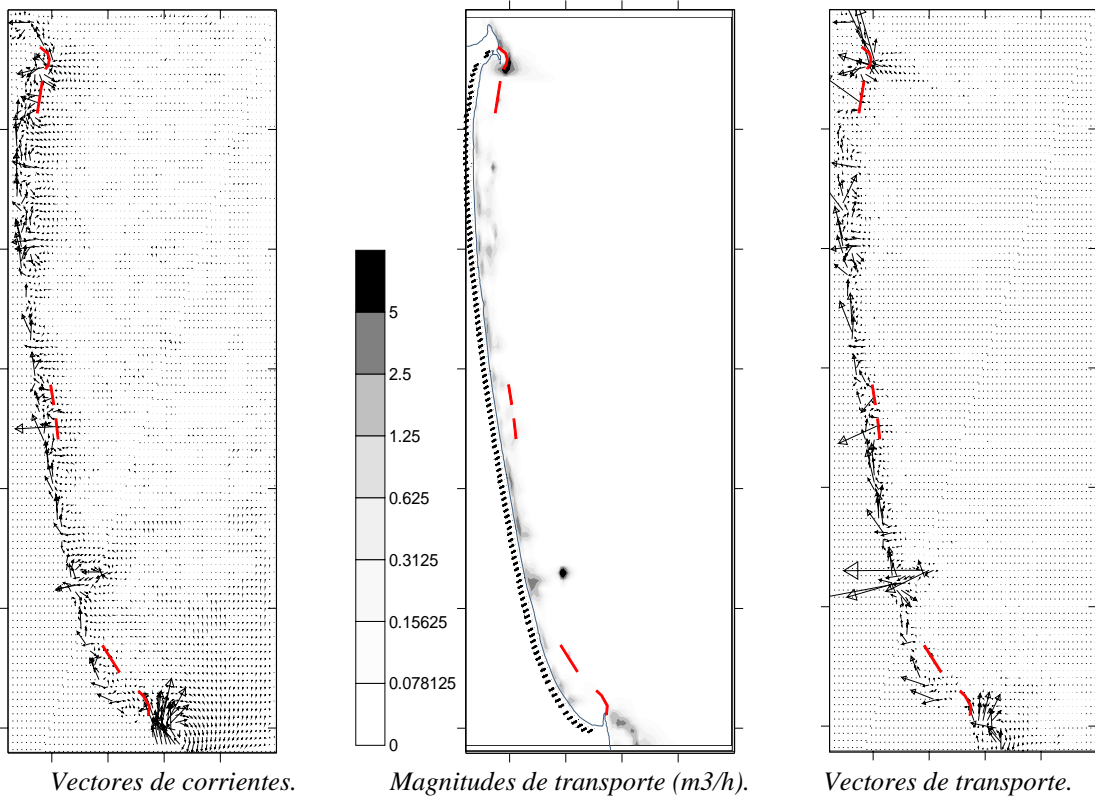 5
2.5
1.25
0.625
0.3125
0.15625
0.078125
0
Vectores de corrientes.
Magnitudes de transporte (m3/h).
Vectores de transporte.